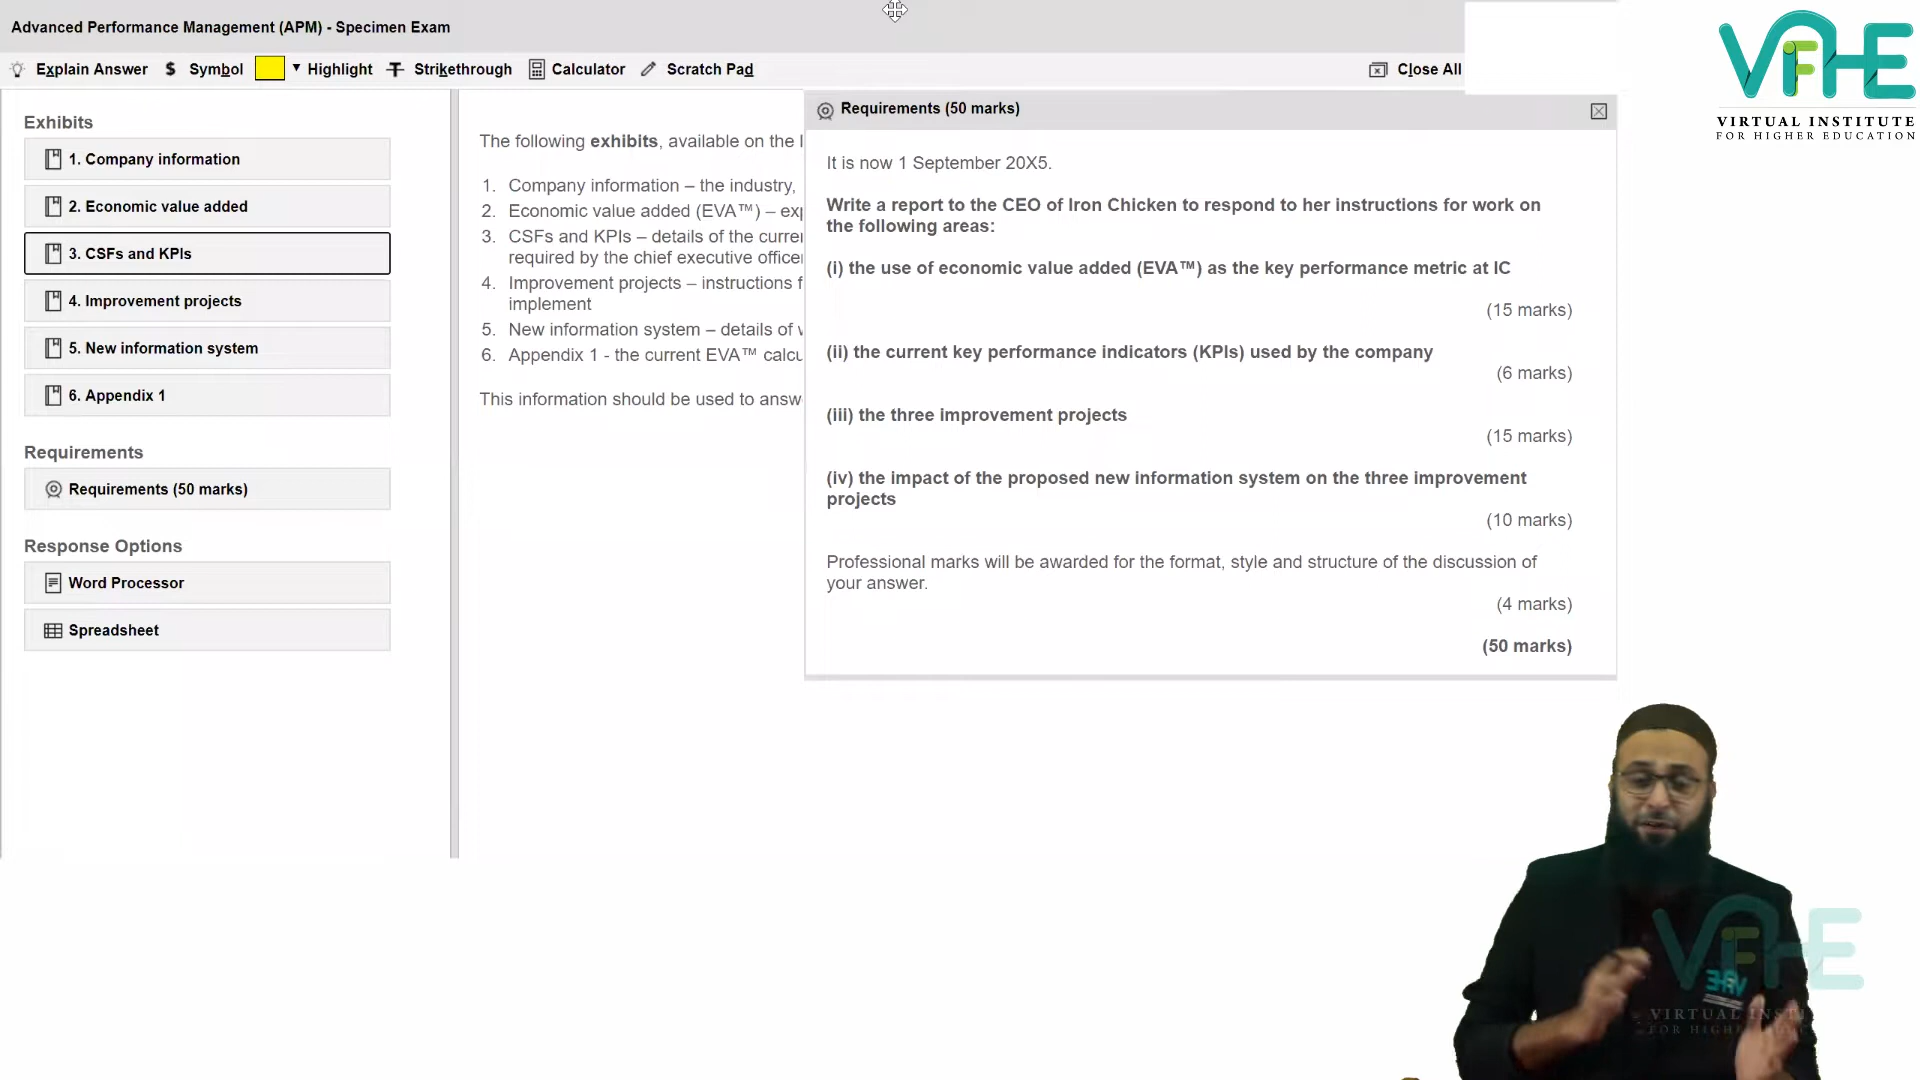 Advanced Performance Management (APM) - Specimen Exam
Explain Answer
$ Symbol
Highlight
Strikethrough
Calculator
Scratch Pad
Close All
Exhibits
1. Company information
2. Economic value added
3. CSFs and KPIs
4. Improvement projects
5. New information system
6. Appendix 1
Requirements
Requirements (50 marks)
Response Options
Word Processor
Spreadsheet
The following exhibits, available on the
1. Company information – the industry,
2. Economic value added (EVA™) –
3. CSFs and KPIs – details of the
required by the chief executive
4. Improvement projects – instructions
implement
5. New information system – details of
6. Appendix 1 - the current EVA™
This information should be used to
Requirements (50 marks)
It is now 1 September 20X5.
Write a report to the CEO of Iron Chicken to respond to her instructions for work on
the following areas:
(i) the use of economic value added (EVA™) as the key performance metric at IC
(15 marks)
(ii) the current key performance indicators (KPIs) used by the company
(6 marks)
(iii) the three improvement projects
(15 marks)
(iv) the impact of the proposed new information system on the three improvement
projects
(10 marks)
Professional marks will be awarded for the format, style and structure of the discussion of
your answer.
(4 marks)
(50 marks)
VIFHE
VIRTUAL INSTITUTE
FOR HIGHER EDUCATION